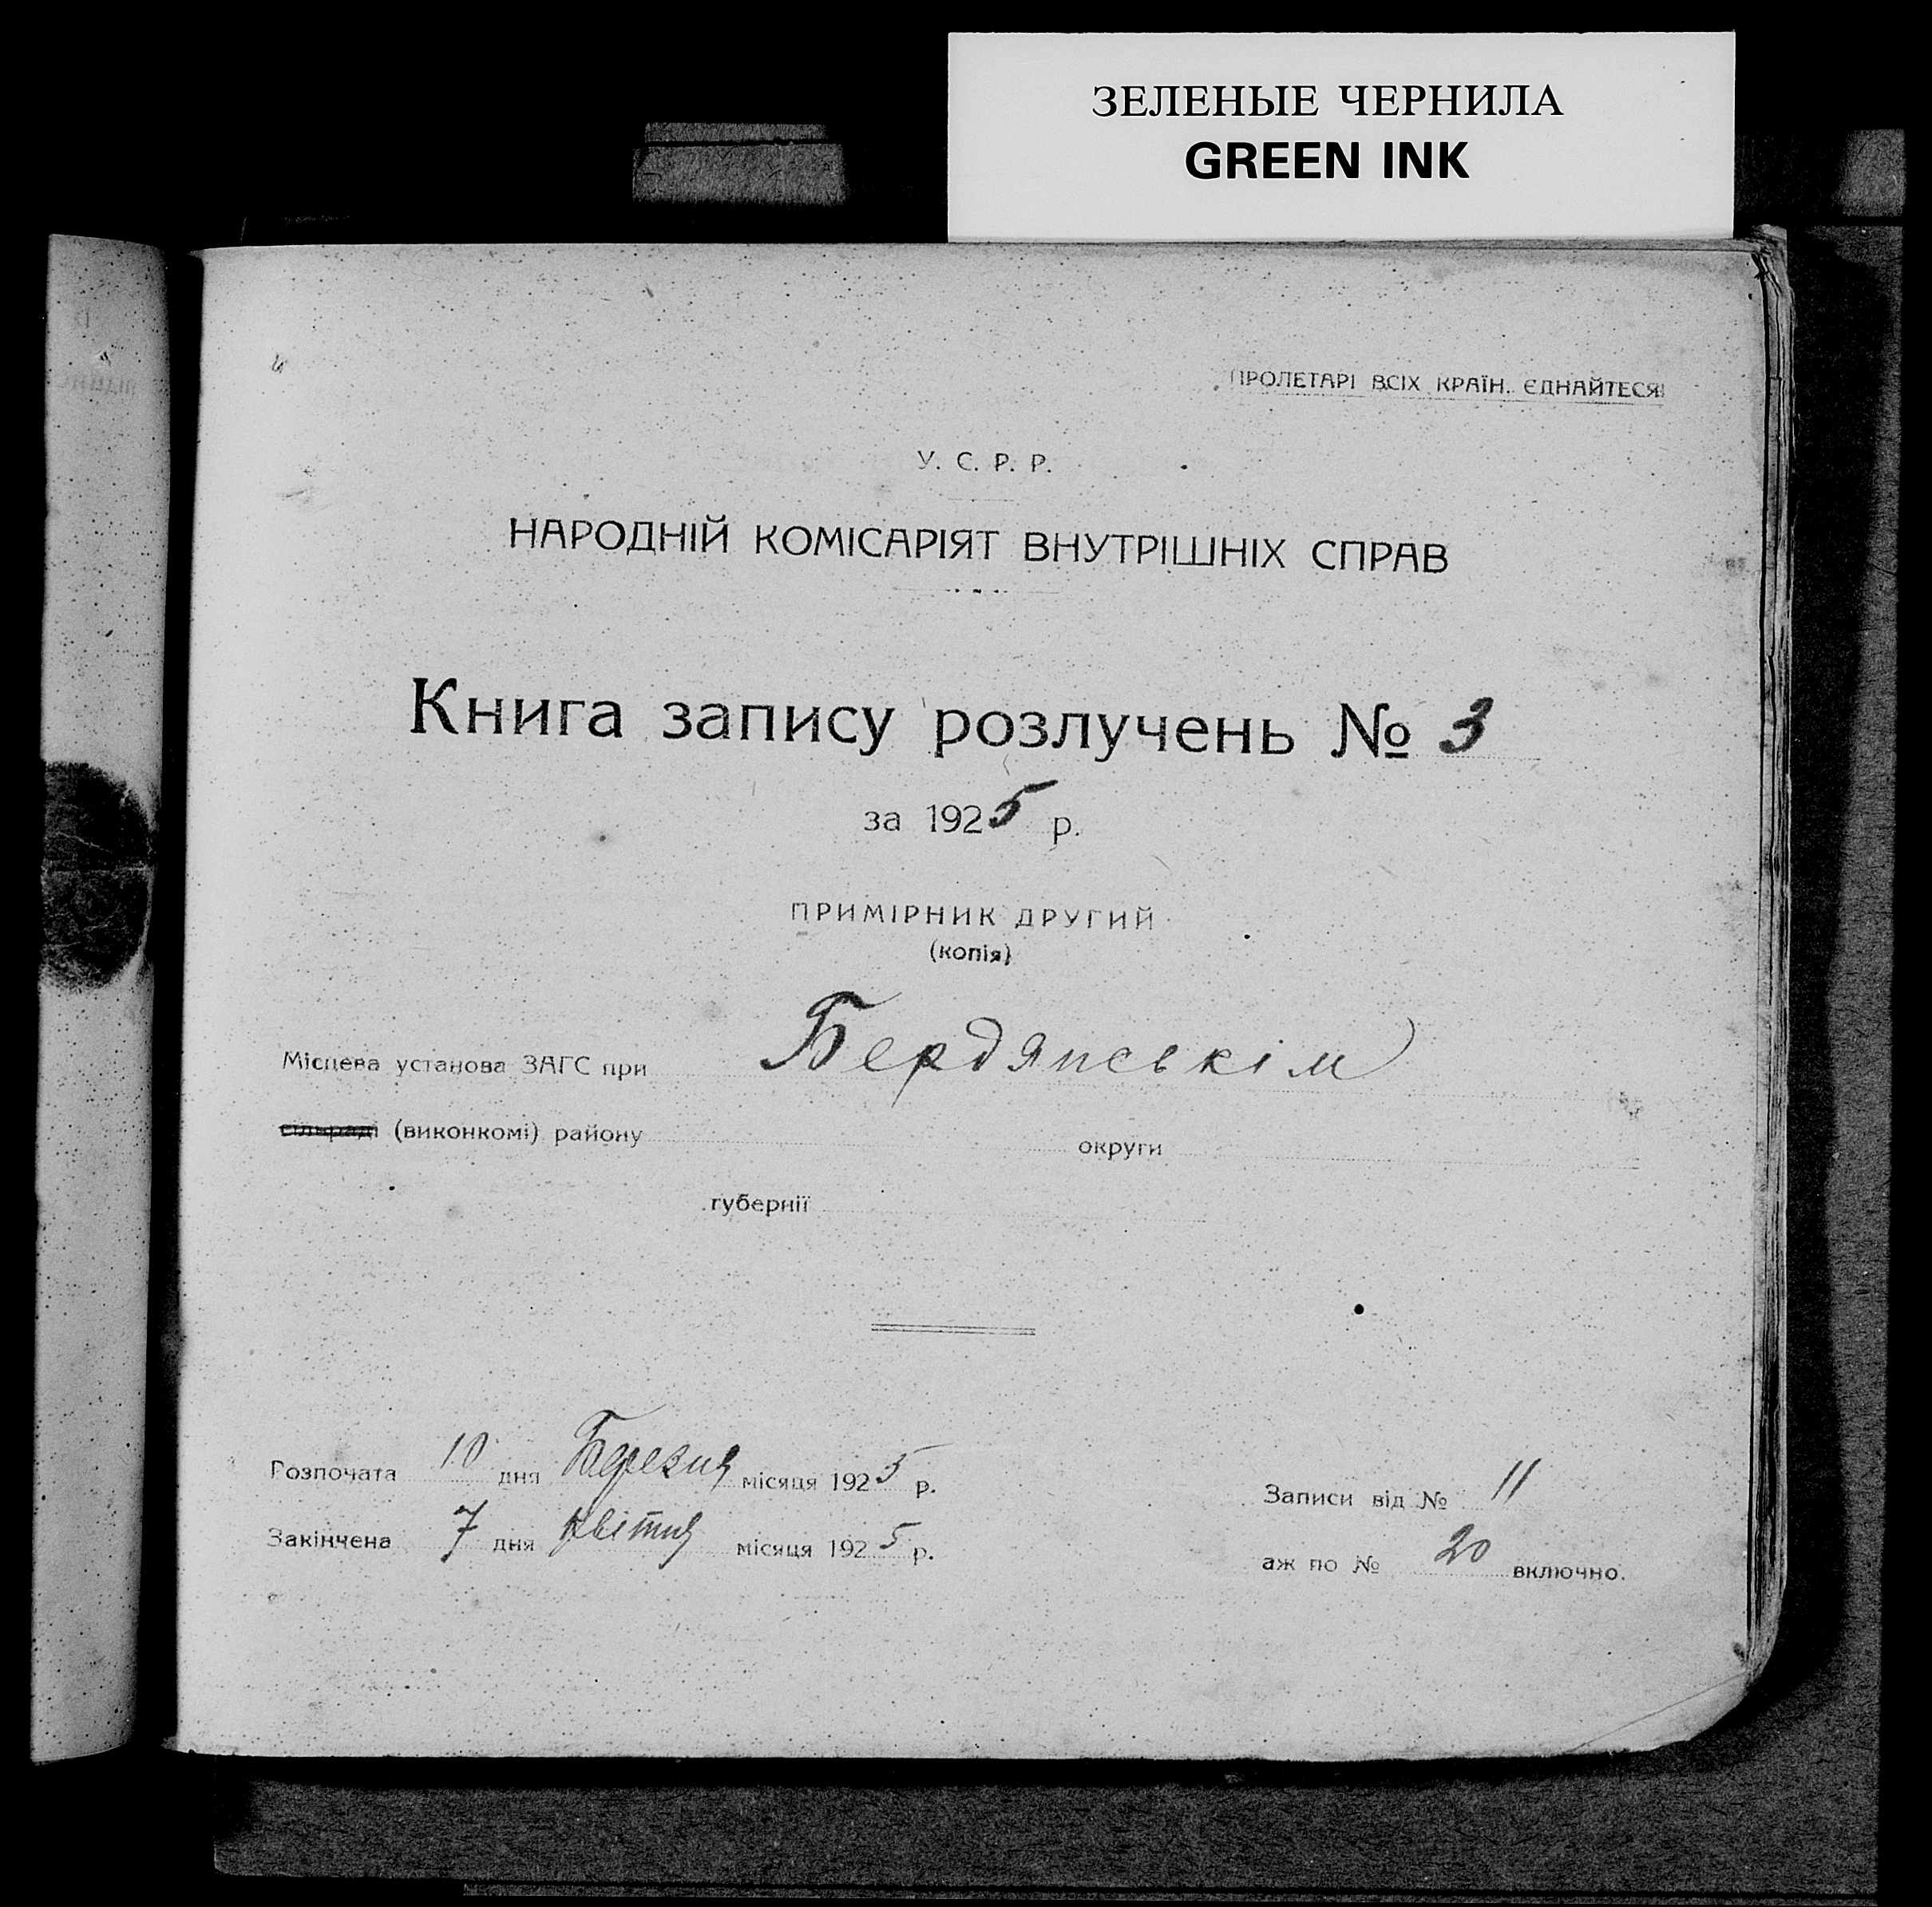 ЗЕЛЕНЫЕ ЧЕРНИЛА
GREEN INK
ПРОЛЕТАРІ ВСІХ КРАЇН, ЄДНАЙТЕСЯ!
У. С. Р. Р.
НАРОДНІЙ КОМІСАРІЯТ ВНУТРІШНІХ СПРАВ
Книга запису розлучень № 3
за 1925 р.
ПРИМІРНИК ДРУГИЙ
(копія)
Місцева установа ЗАГС при Бердянськім
сільраді (виконкомі) району округи
губернії
Розпочата 10 дня Березня місяця 1925 р.
Закінчена 7 дня Квітня місяця 1925 р.
Записи від № 11
аж по № 20 включно.